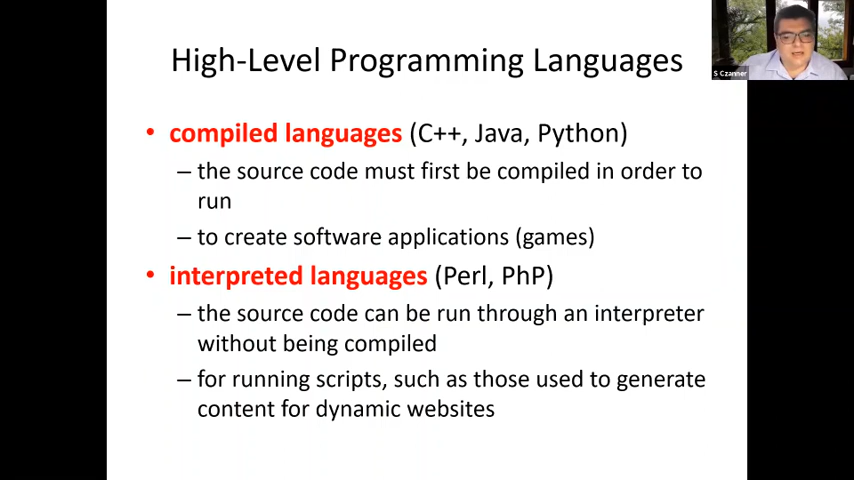 High-Level Programming Languages
S Czanner
• compiled languages (C++, Java, Python)
– the source code must first be compiled in order to
run
– to create software applications (games)
• interpreted languages (Perl, PhP)
– the source code can be run through an interpreter
without being compiled
– for running scripts, such as those used to generate
content for dynamic websites